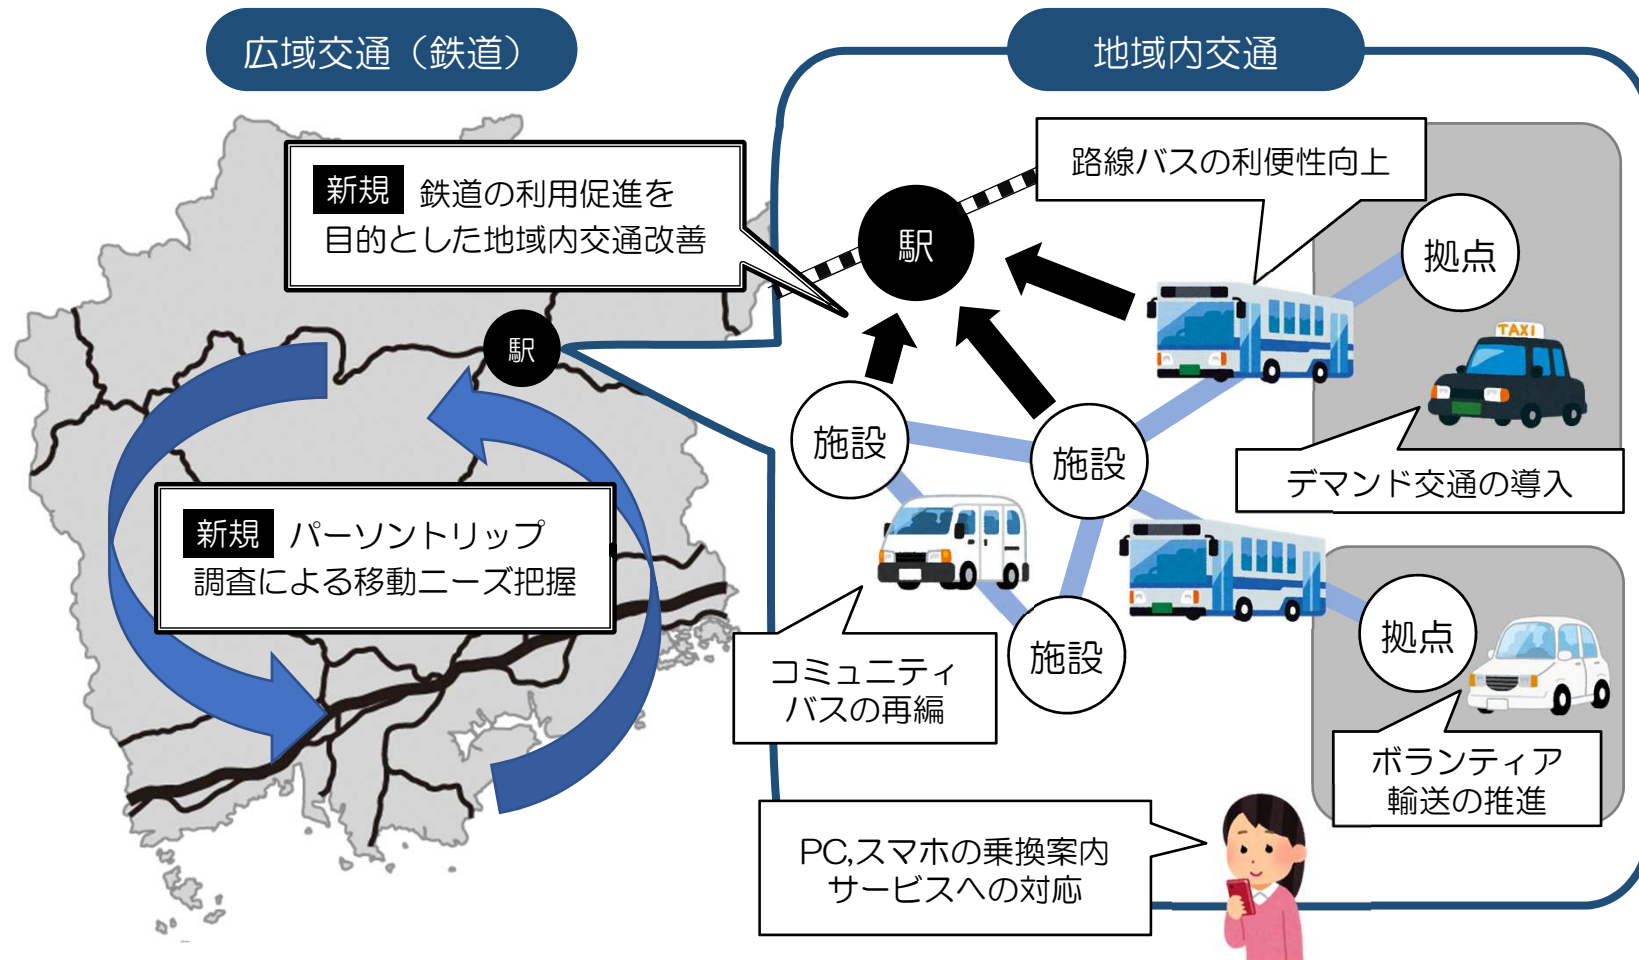 広域交通（鉄道）
新規 鉄道の利用促進を
目的とした地域内交通改善
駅
新規 パーソントリップ
調査による移動ニーズ把握
地域内交通
路線バスの利便性向上
駅
拠点
TAXI
デマンド交通の導入
施設
施設
施設
コミュニティ
バスの再編
拠点
ボランティア
輸送の推進
PC,スマホの乗換案内
サービスへの対応